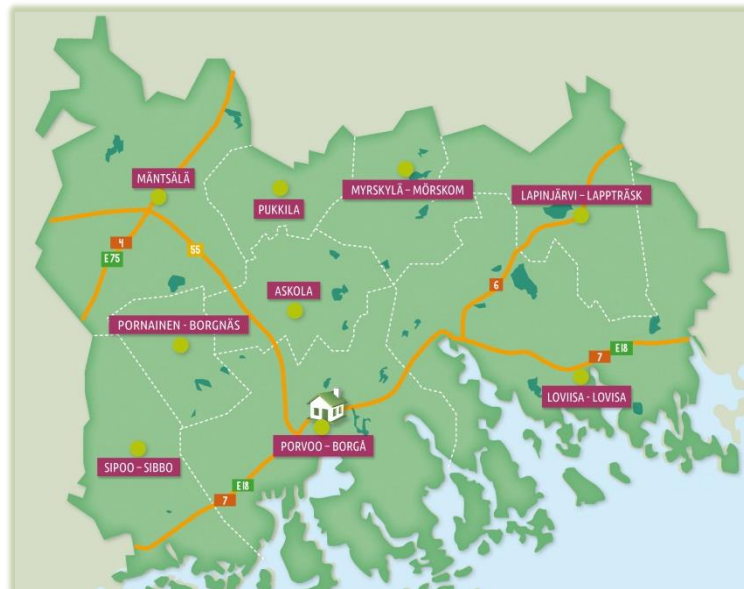 MÄNTSÄLÄ
PUKKILA
MYRSKYLÄ – MÖRSKOM
LAPINJÄRVI – LAPPTRÄSK
4
E75
55
6
ASKOLA
PORNAINEN - BORGNÄS
7
E18
LOVIISA - LOVISA
PORVOO – BORGÅ
SIPOO – SIBBO
E18
7